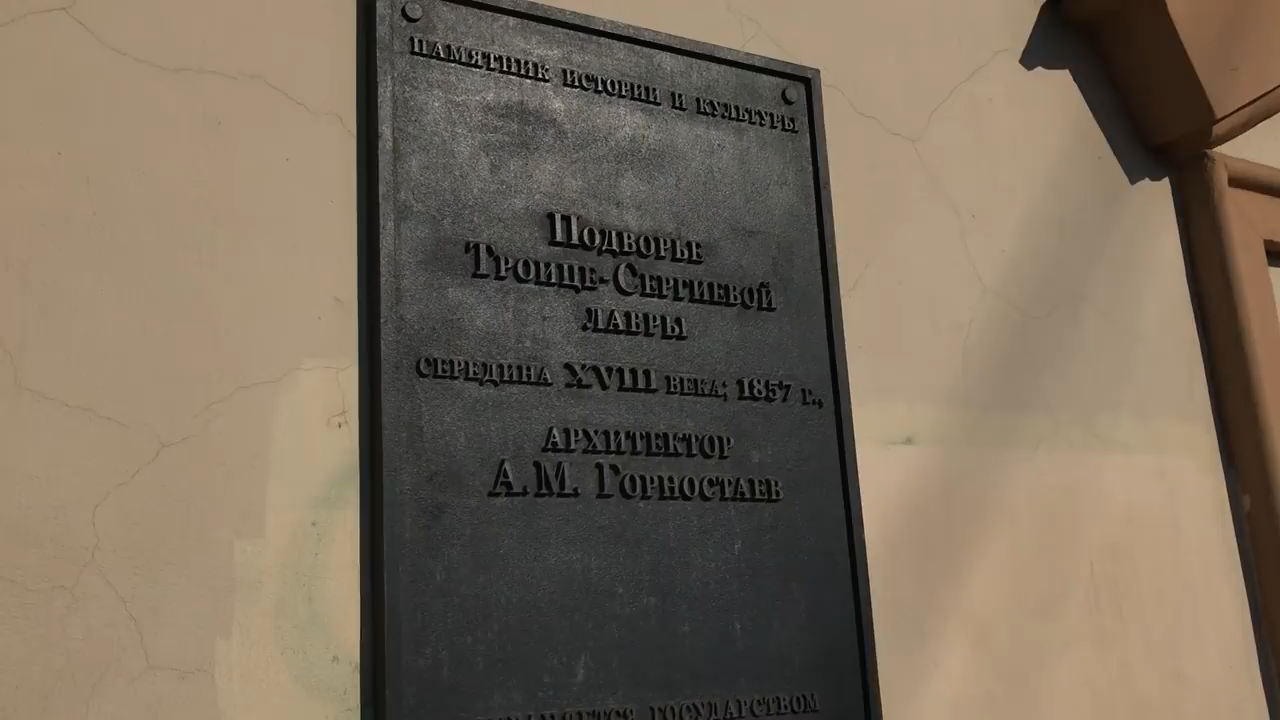 ПАМЯТНИК ИСТОРИИ И КУЛЬТУРЫ
Подворье
Троице-Сергиевой
лавры
середина XVIII века; 1857 г.,
архитектор
А.М. Горностаев
ОХРАНЯЕТСЯ ГОСУДАРСТВОМ